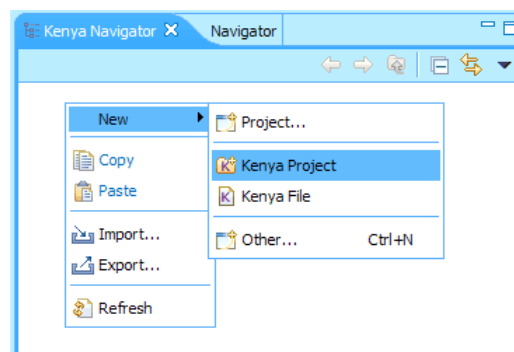 Kenya Navigator
Navigator
New
Project...
Copy
Kenya Project
Paste
Kenya File
Import...
Other... Ctrl+N
Export...
Refresh